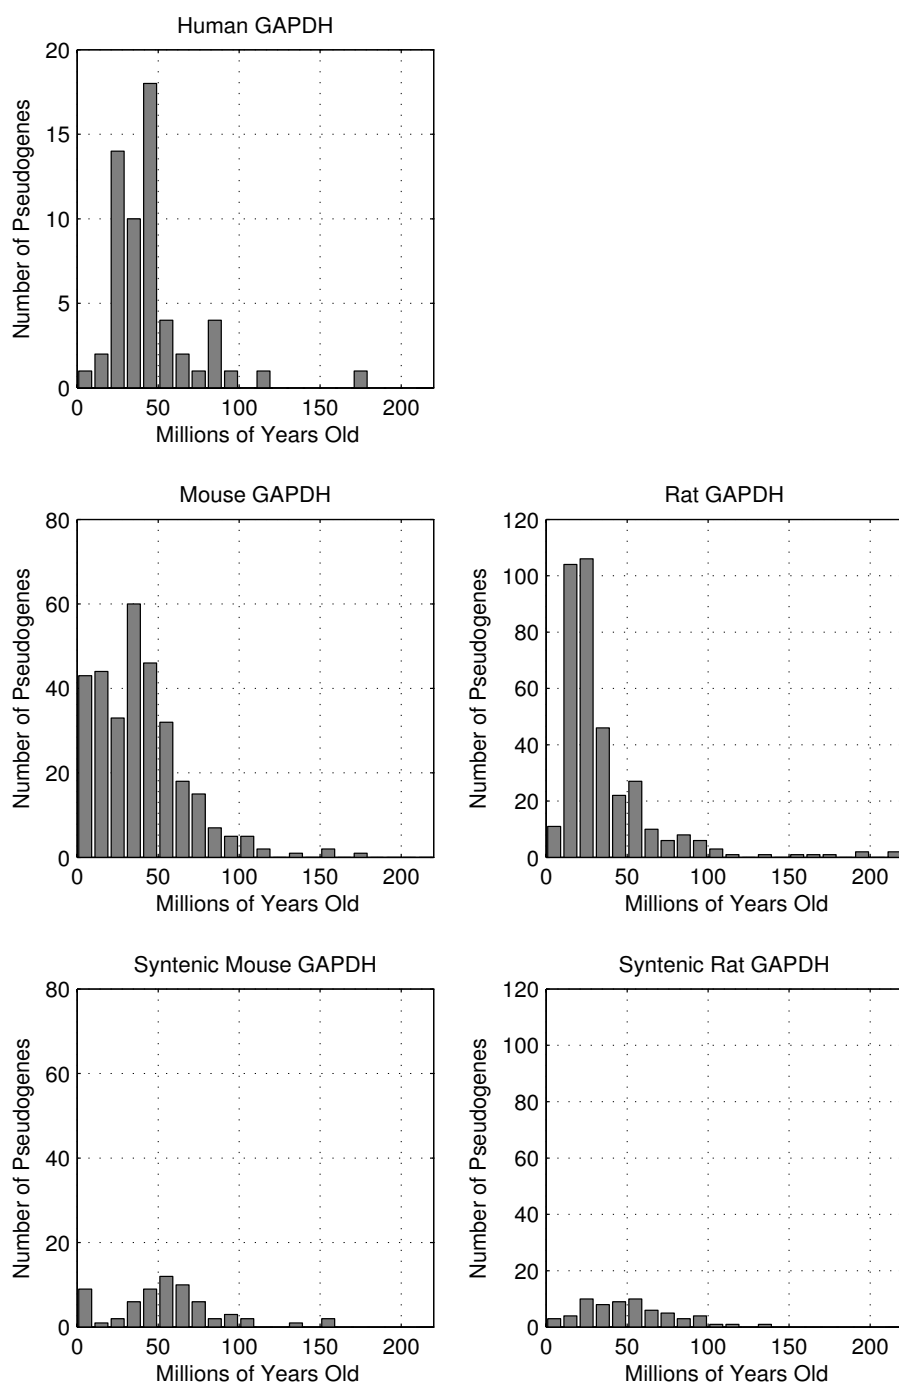 Human GAPDH
20
15
10
5
0
0 50 100 150 200
Number of Pseudogenes
Millions of Years Old
Mouse GAPDH
80
60
40
20
0
0 50 100 150 200
Number of Pseudogenes
Millions of Years Old
Rat GAPDH
120
100
80
60
40
20
0
0 50 100 150 200
Number of Pseudogenes
Millions of Years Old
Syntenic Mouse GAPDH
80
60
40
20
0
0 50 100 150 200
Number of Pseudogenes
Millions of Years Old
Syntenic Rat GAPDH
120
100
80
60
40
20
0
0 50 100 150 200
Number of Pseudogenes
Millions of Years Old